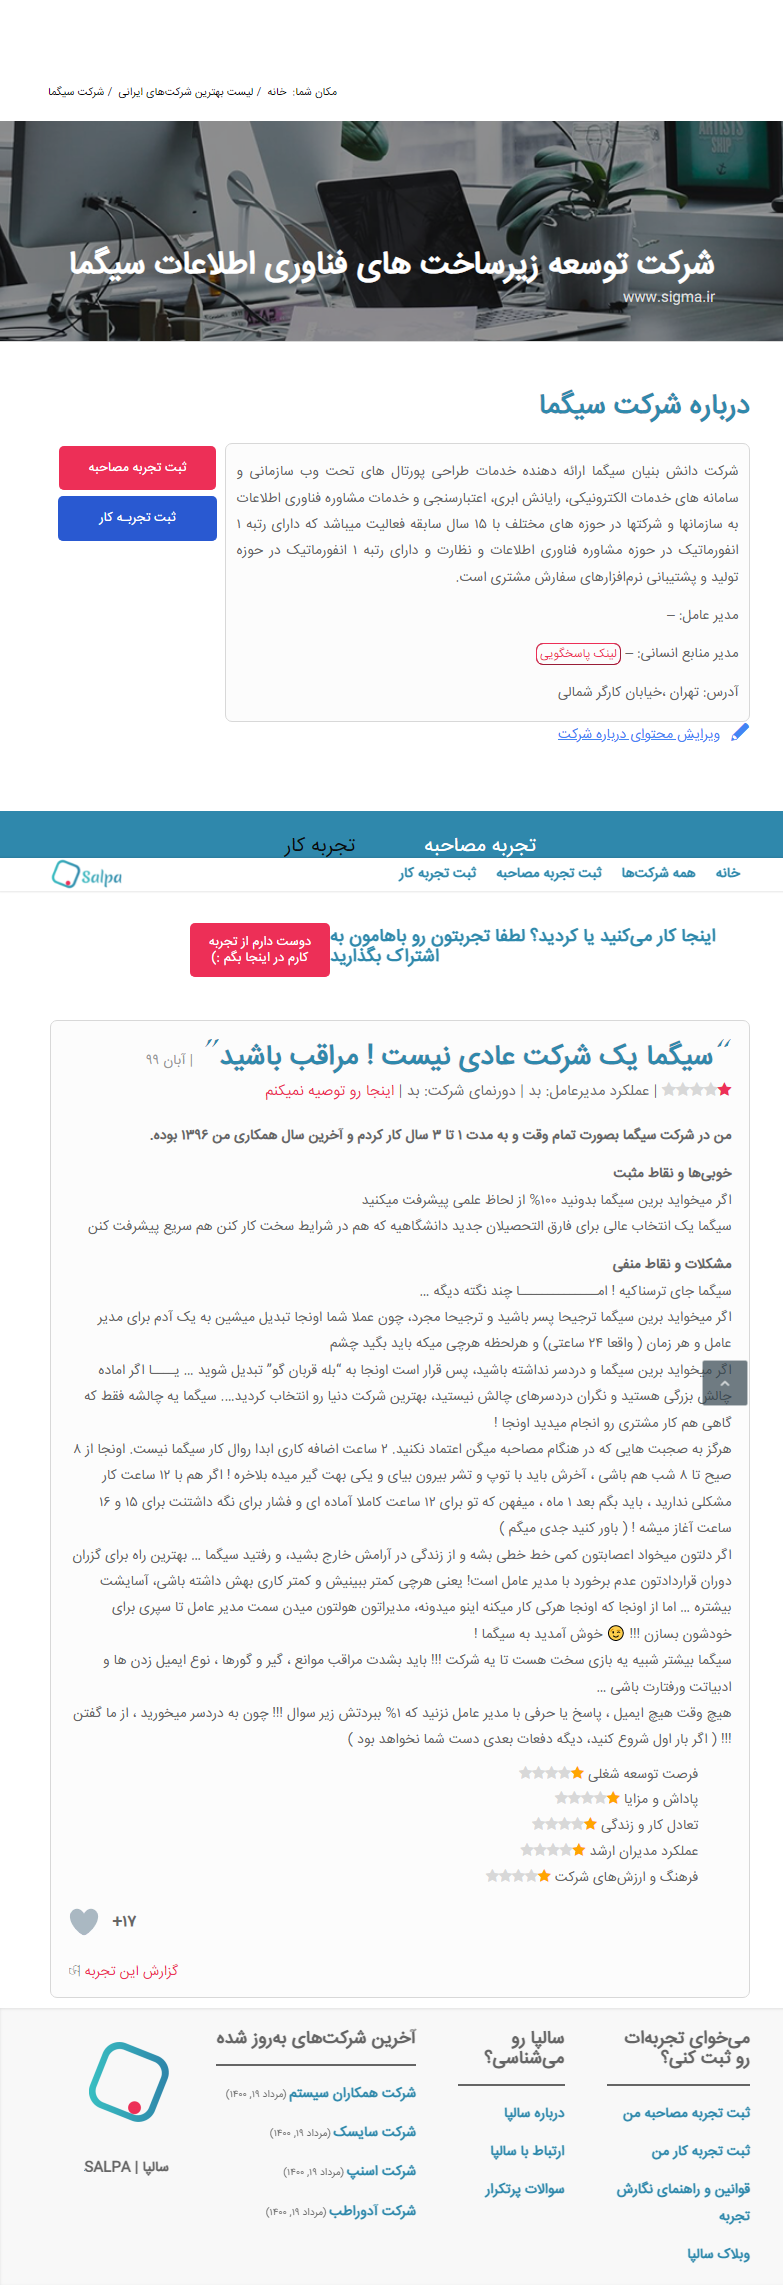 مکان شما: خانه / لیست بهترین شرکت‌های ایرانی / شرکت سیگما
ARTISTS
SHIP
شرکت توسعه زیرساخت های فناوری اطلاعات سیگما
www.sigma.ir
درباره شرکت سیگما
شرکت دانش بنیان سیگما ارائه دهنده خدمات طراحی پورتال های تحت وب سازمانی و
سامانه های خدمات الکترونیکی، رایانش ابری، اعتبارسنجی و خدمات مشاوره فناوری اطلاعات
به سازمانها و شرکتها در حوزه های مختلف با ۱۵ سال سابقه فعالیت میباشد که دارای رتبه ۱
انفورماتیک در حوزه مشاوره فناوری اطلاعات و نظارت و دارای رتبه ۱ انفورماتیک در حوزه
تولید و پشتیبانی نرم‌افزارهای سفارش مشتری است.
مدیر عامل: –
مدیر منابع انسانی: – لینک پاسخگویی
آدرس: تهران ،خیابان کارگر شمالی
ویرایش محتوای درباره شرکت
ثبت تجربه مصاحبه
ثبت تجربـه کار
تجربه مصاحبه
تجربه کار
خانه همه شرکت‌ها ثبت تجربه مصاحبه ثبت تجربه کار
Salpa
اینجا کار می‌کنید یا کردید؟ لطفا تجربتون رو باهامون به
اشتراک بگذارید
دوست دارم از تجربه
کارم در اینجا بگم :)
"سیگما یک شرکت عادی نیست ! مراقب باشید" | آبان ۹۹
| عملکرد مدیرعامل: بد | دورنمای شرکت: بد | اینجا رو توصیه نمیکنم
من در شرکت سیگما بصورت تمام وقت و به مدت ۱ تا ۳ سال کار کردم و آخرین سال همکاری من ۱۳۹۶ بوده.
خوبی‌ها و نقاط مثبت
اگر میخواید برین سیگما بدونید ۱۰۰% از لحاظ علمی پیشرفت میکنید
سیگما یک انتخاب عالی برای فارق التحصیلان جدید دانشگاهیه که هم در شرایط سخت کار کنن هم سریع پیشرفت کنن
مشکلات و نقاط منفی
سیگما جای ترسناکیه ! امـــــــــــــا چند نگته دیگه ...
اگر میخواید برین سیگما ترجیحا پسر باشید و ترجیحا مجرد، چون عملا شما اونجا تبدیل میشین به یک آدم برای مدیر
عامل و هر زمان ( واقعا ۲۴ ساعتی) و هرلحظه هرچی میکه باید بگید چشم
اگر میخواید برین سیگما و دردسر نداشته باشید، پس قرار است اونجا به “بله قربان گو” تبدیل شوید ... یــــا اگر اماده
چالش بزرگی هستید و نگران دردسرهای چالش نیستید، بهترین شرکت دنیا رو انتخاب کردید.... سیگما یه چالشه فقط که
گاهی هم کار مشتری رو انجام میدید اونجا !
هرگز به صجبت هایی که در هنگام مصاحبه میگن اعتماد نکنید. ۲ ساعت اضافه کاری ابدا روال کار سیگما نیست. اونجا از ۸
صیح تا ۸ شب هم باشی ، آخرش باید با توپ و تشر بیرون بیای و یکی بهت گیر میده بلاخره ! اگر هم با ۱۲ ساعت کار
مشکلی ندارید ، باید بگم بعد ۱ ماه ، میفهن که تو برای ۱۲ ساعت کاملا آماده ای و فشار برای نگه داشتنت برای ۱۵ و ۱۶
ساعت آغاز میشه ! ( باور کنید جدی میگم )
اگر دلتون میخواد اعصابتون کمی خط خطی بشه و از زندگی در آرامش خارج بشید، و رفتید سیگما ... بهترین راه برای گزران
دوران قراردادتون عدم برخورد با مدیر عامل است! یعنی هرچی کمتر ببینیش و کمتر کاری بهش داشته باشی، آسایشت
بیشتره ... اما از اونجا که اونجا هرکی کار میکنه اینو میدونه، مدیراتون هولتون میدن سمت مدیر عامل تا سپری برای
خودشون بسازن !!! 😉 خوش آمدید به سیگما !
سیگما بیشتر شبیه یه بازی سخت هست تا یه شرکت !!! باید بشدت مراقب موانع ، گیر و گورها ، نوع ایمیل زدن ها و
ادبیاتت ورفتارت باشی ...
هیچ وقت هیچ ایمیل ، پاسخ یا حرفی با مدیر عامل نزنید که ۱% ببردتش زیر سوال !!! چون به دردسر میخورید ، از ما گفتن
!!! ( اگر بار اول شروع کنید، دیگه دفعات بعدی دست شما نخواهد بود )
فرصت توسعه شغلی
پاداش و مزایا
تعادل کار و زندگی
عملکرد مدیران ارشد
فرهنگ و ارزش‌های شرکت
+۱۷
گزارش این تجربه
می‌خوای تجربه‌ات
رو ثبت کنی؟
ثبت تجربه مصاحبه من
ثبت تجربه کار من
قوانین و راهنمای نگارش
تجربه
وبلاگ سالپا
سالپا رو
می‌شناسی؟
درباره سالپا
ارتباط با سالپا
سوالات پرتکرار
آخرین شرکت‌های به‌روز شده
شرکت همکاران سیستم (مرداد ۱۹, ۱۴۰۰)
شرکت سایسک (مرداد ۱۹, ۱۴۰۰)
شرکت اسنپ (مرداد ۱۹, ۱۴۰۰)
شرکت آدوراطب (مرداد ۱۹, ۱۴۰۰)
سالپا | SALPA